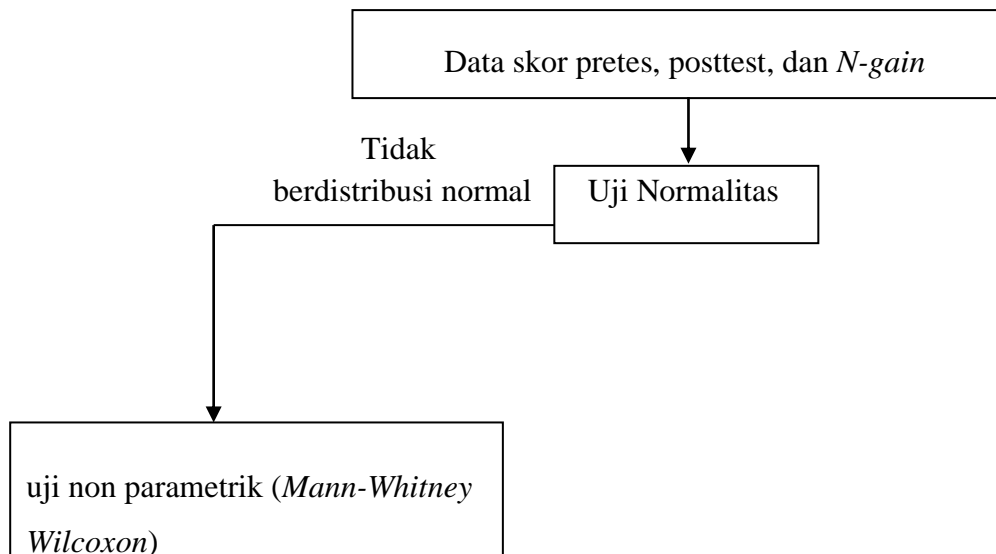 Data skor pretes, posttest, dan N-gain
Tidak
berdistribusi normal
Uji Normalitas
uji non parametrik (Mann-Whitney
Wilcoxon)